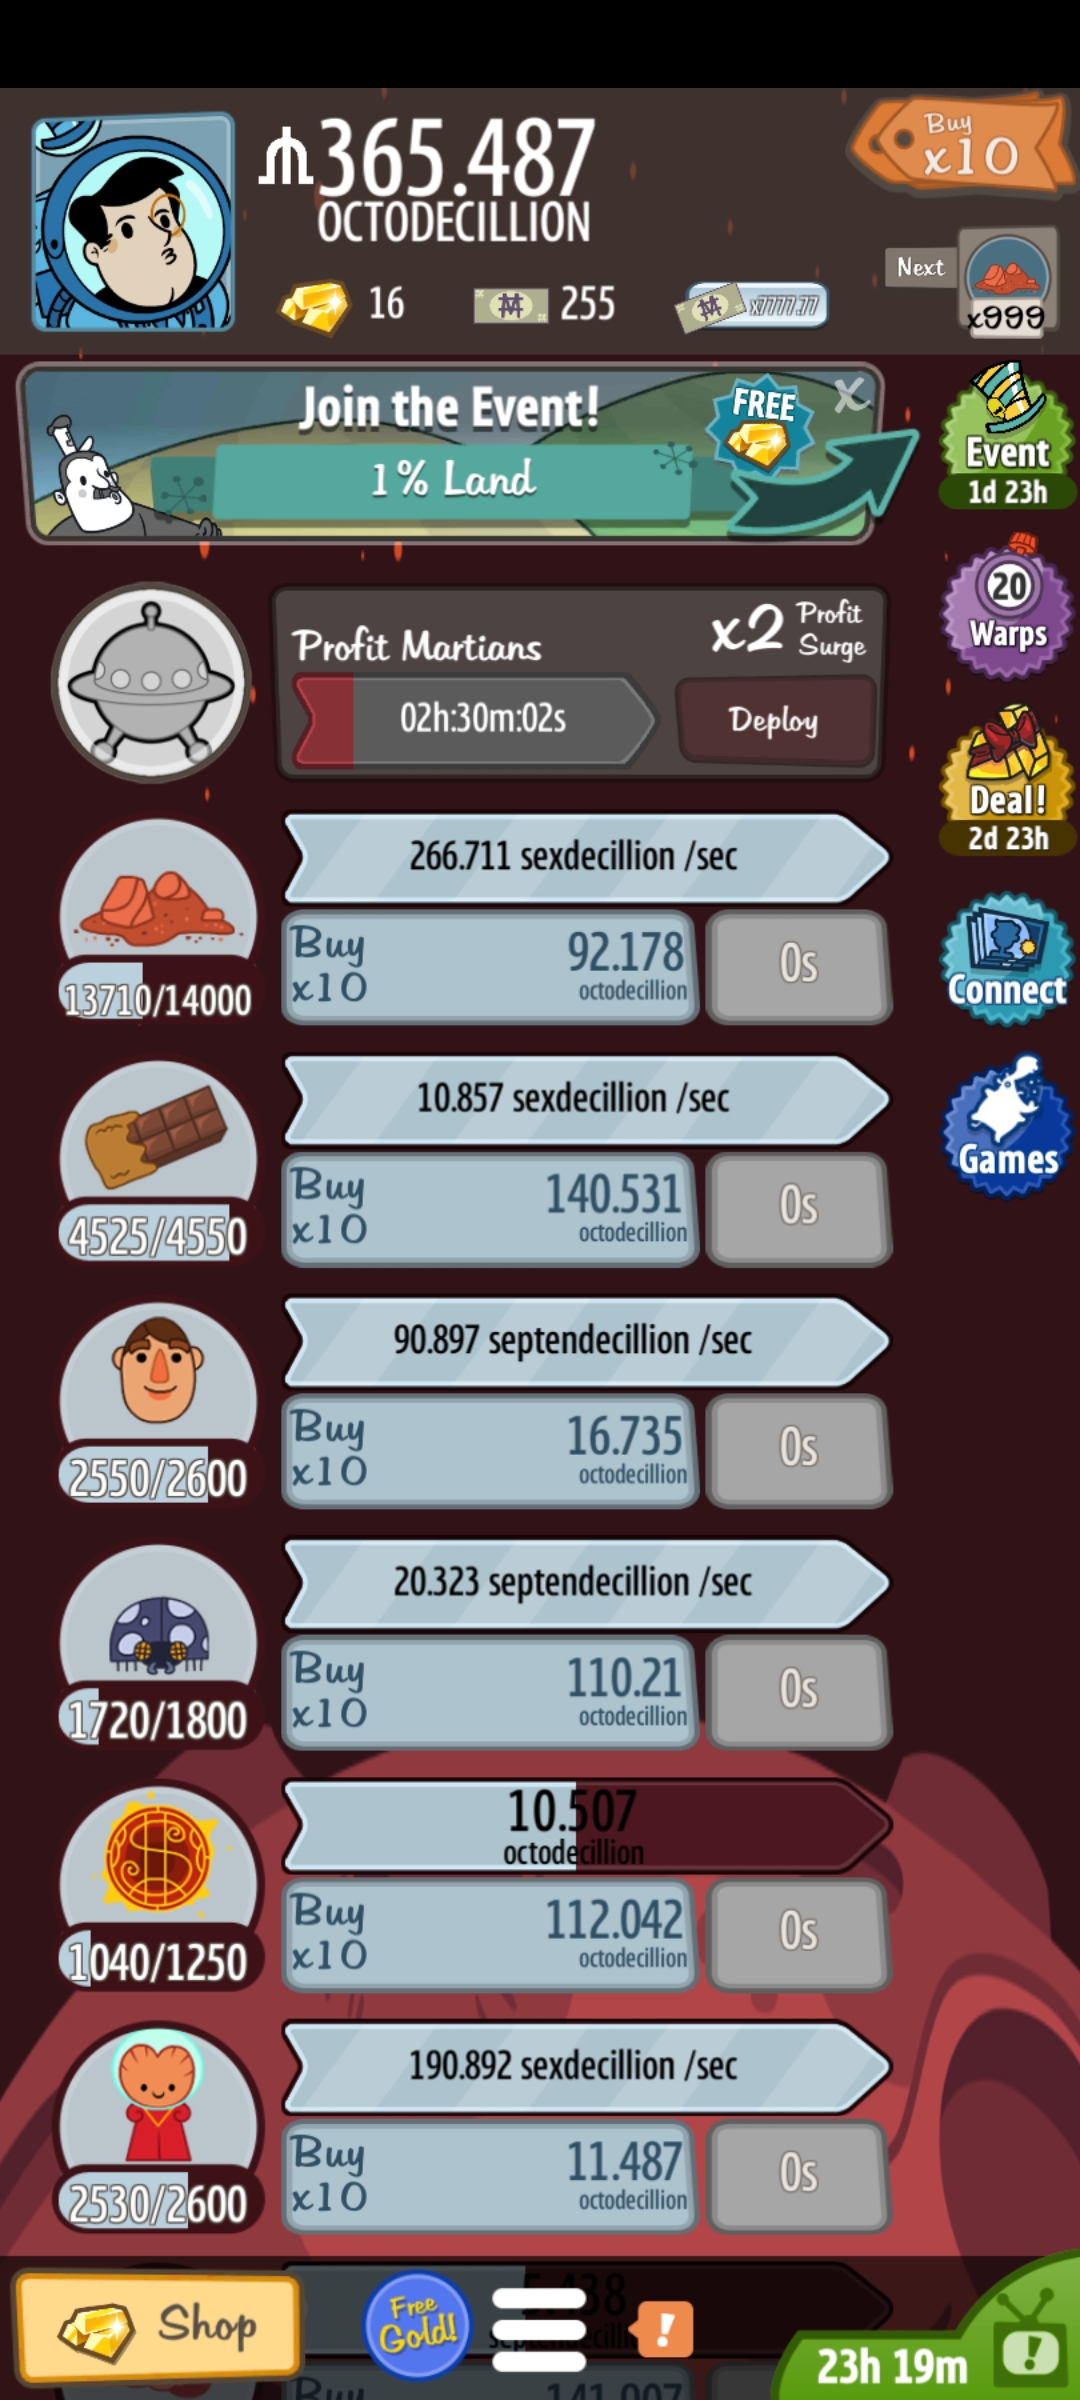 365.487
OCTODECILLION
16
255
x7777.77
Buy
x10
Next
x999
Join the Event!
1% Land
FREE
X
Event
1d 23h
Profit Martians
x2 Profit Surge
02h:30m:02s
Deploy
20
Warps
Deal!
2d 23h
266.711 sexdecillion /sec
Buy x10
92.178
octodecillion
0s
13710/14000
Connect
10.857 sexdecillion /sec
Buy x10
140.531
octodecillion
0s
4525/4550
Games
90.897 septendecillion /sec
Buy x10
16.735
octodecillion
0s
2550/2600
20.323 septendecillion /sec
Buy x10
110.21
octodecillion
0s
1720/1800
10.507
octodecillion
Buy x10
112.042
octodecillion
0s
1040/1250
190.892 sexdecillion /sec
Buy x10
11.487
octodecillion
0s
2530/2600
Shop
Free
Gold!
!
23h 19m
!
Buy